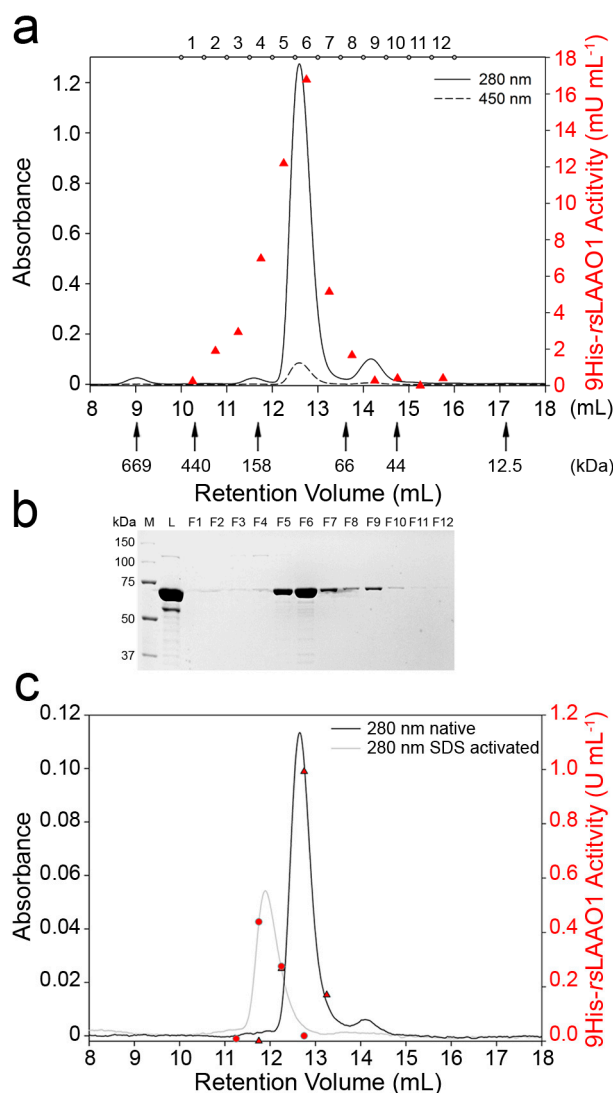 a
1 2 3 4 5 6 7 8 9 10 11 12
280 nm
450 nm
Absorbance
1.2
1.0
0.8
0.6
0.4
0.2
0
18
16
14
12
10
8
6
4
2
0
9His-rsLAAO1 Actitvity (mU mL-1)
8 9 10 11 12 13 14 15 16 17 18 (mL)
669 440 158 66 44 12.5 (kDa)
Retention Volume (mL)
b
kDa M L F1 F2 F3 F4 F5 F6 F7 F8 F9 F10 F11 F12
150
100
75
50
37
c
280 nm native
280 nm SDS activated
Absorbance
0.12
0.10
0.08
0.06
0.04
0.02
0
1.2
1.0
0.8
0.6
0.4
0.2
0.0
9His-rsLAAO1 Actitvity (U mL-1)
8 9 10 11 12 13 14 15 16 17 18
Retention Volume (mL)